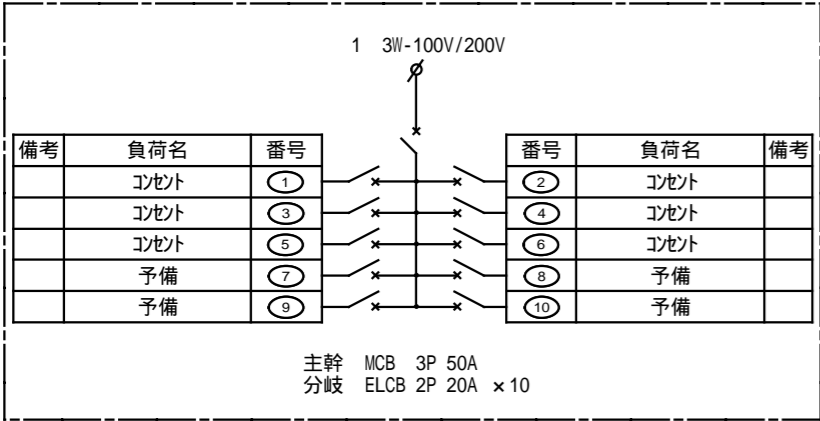 1 3W-100V/200V
備考 負荷名 番号 番号 負荷名 備考
コンセント 1 2 コンセント
コンセント 3 4 コンセント
コンセント 5 6 コンセント
予備 7 8 予備
予備 9 10 予備
主幹 MCB 3P 50A
分岐 ELCB 2P 20A ×10